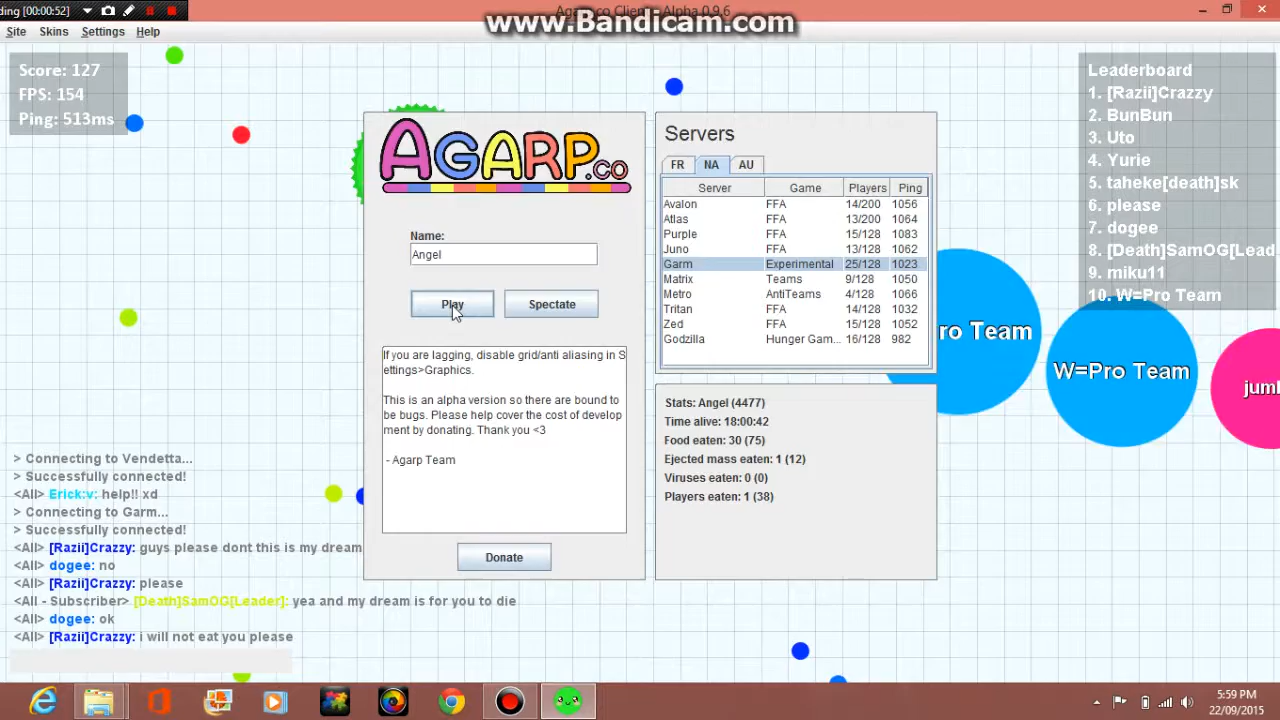 ding [00:00:52]
www.Bandicam.com
Site Skins Settings Help
Score: 127
FPS: 154
Ping: 513ms
AGARP.CO
Name:
Angel
Play
Spectate
If you are lagging, disable grid/anti aliasing in S
ettings>Graphics.
This is an alpha version so there are bound to
be bugs. Please help cover the cost of develop
ment by donating. Thank you <3
- Agarp Team
Donate
Servers
FR NA AU
Server Game Players Ping
Avalon FFA 14/200 1056
Atlas FFA 13/200 1064
Purple FFA 15/128 1083
Juno FFA 13/128 1062
Garm Experimental 25/128 1023
Matrix Teams 9/128 1050
Metro AntiTeams 4/128 1066
Tritan FFA 14/128 1032
Zed FFA 15/128 1052
Godzilla Hunger Gam... 16/128 982
Stats: Angel (4477)
Time alive: 18:00:42
Food eaten: 30 (75)
Ejected mass eaten: 1 (12)
Viruses eaten: 0 (0)
Players eaten: 1 (38)
Leaderboard
1. [Razii]Crazzy
2. BunBun
3. Uto
4. Yurie
5. taheke[death]sk
6. please
7. dogee
8. [Death]SamOG[Lead
9. miku11
10. W=Pro Team
ro Team
W=Pro Team
juml
> Connecting to Vendetta...
> Successfully connected!
<All> Erick:v: help!! xd
> Connecting to Garm...
> Successfully connected!
<All> [Razii]Crazzy: guys please dont this is my dream
<All> dogee: no
<All> [Razii]Crazzy: please
<All - Subscriber> [Death]SamOG[Leader]: yea and my dream is for you to die
<All> dogee: ok
<All> [Razii]Crazzy: i will not eat you please
5:59 PM
22/09/2015